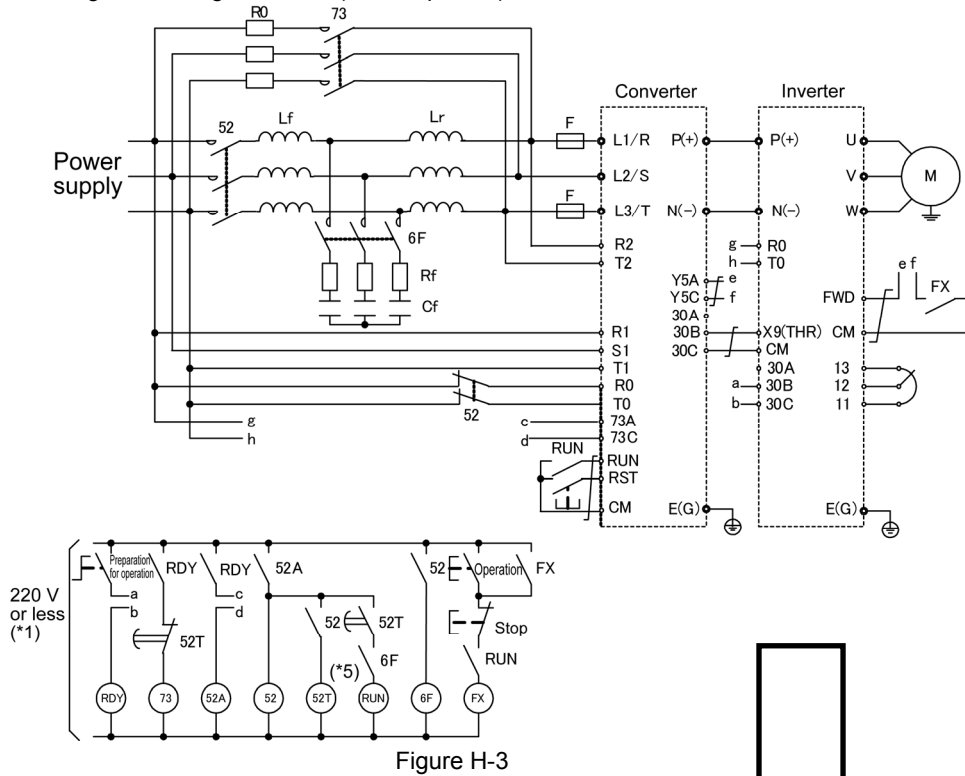 R0
73
52
Lf
Lr
F
F
Power
supply
Converter
Inverter
L1/R
P(+)
P(+)
U
L2/S
V
M
L3/T
N(−)
N(−)
W
6F
Rf
Cf
R2
T2
g
R0
h
T0
Y5A
e
Y5C
f
30A
e f
FX
FWD
R1
30B
X9(THR)
CM
S1
30C
CM
T1
30A
13
R0
a
30B
12
T0
b
30C
11
52
g
h
c
73A
d
73C
RUN
RUN
RST
CM
E(G)
E(G)
220 V
or less
(*1)
Preparation
for operation
RDY
RDY
52A
52
Operation
FX
a
b
c
d
52T
52
52T
Stop
(*5)
6F
RUN
RDY
73
52A
52
52T
RUN
6F
FX
Figure H-3